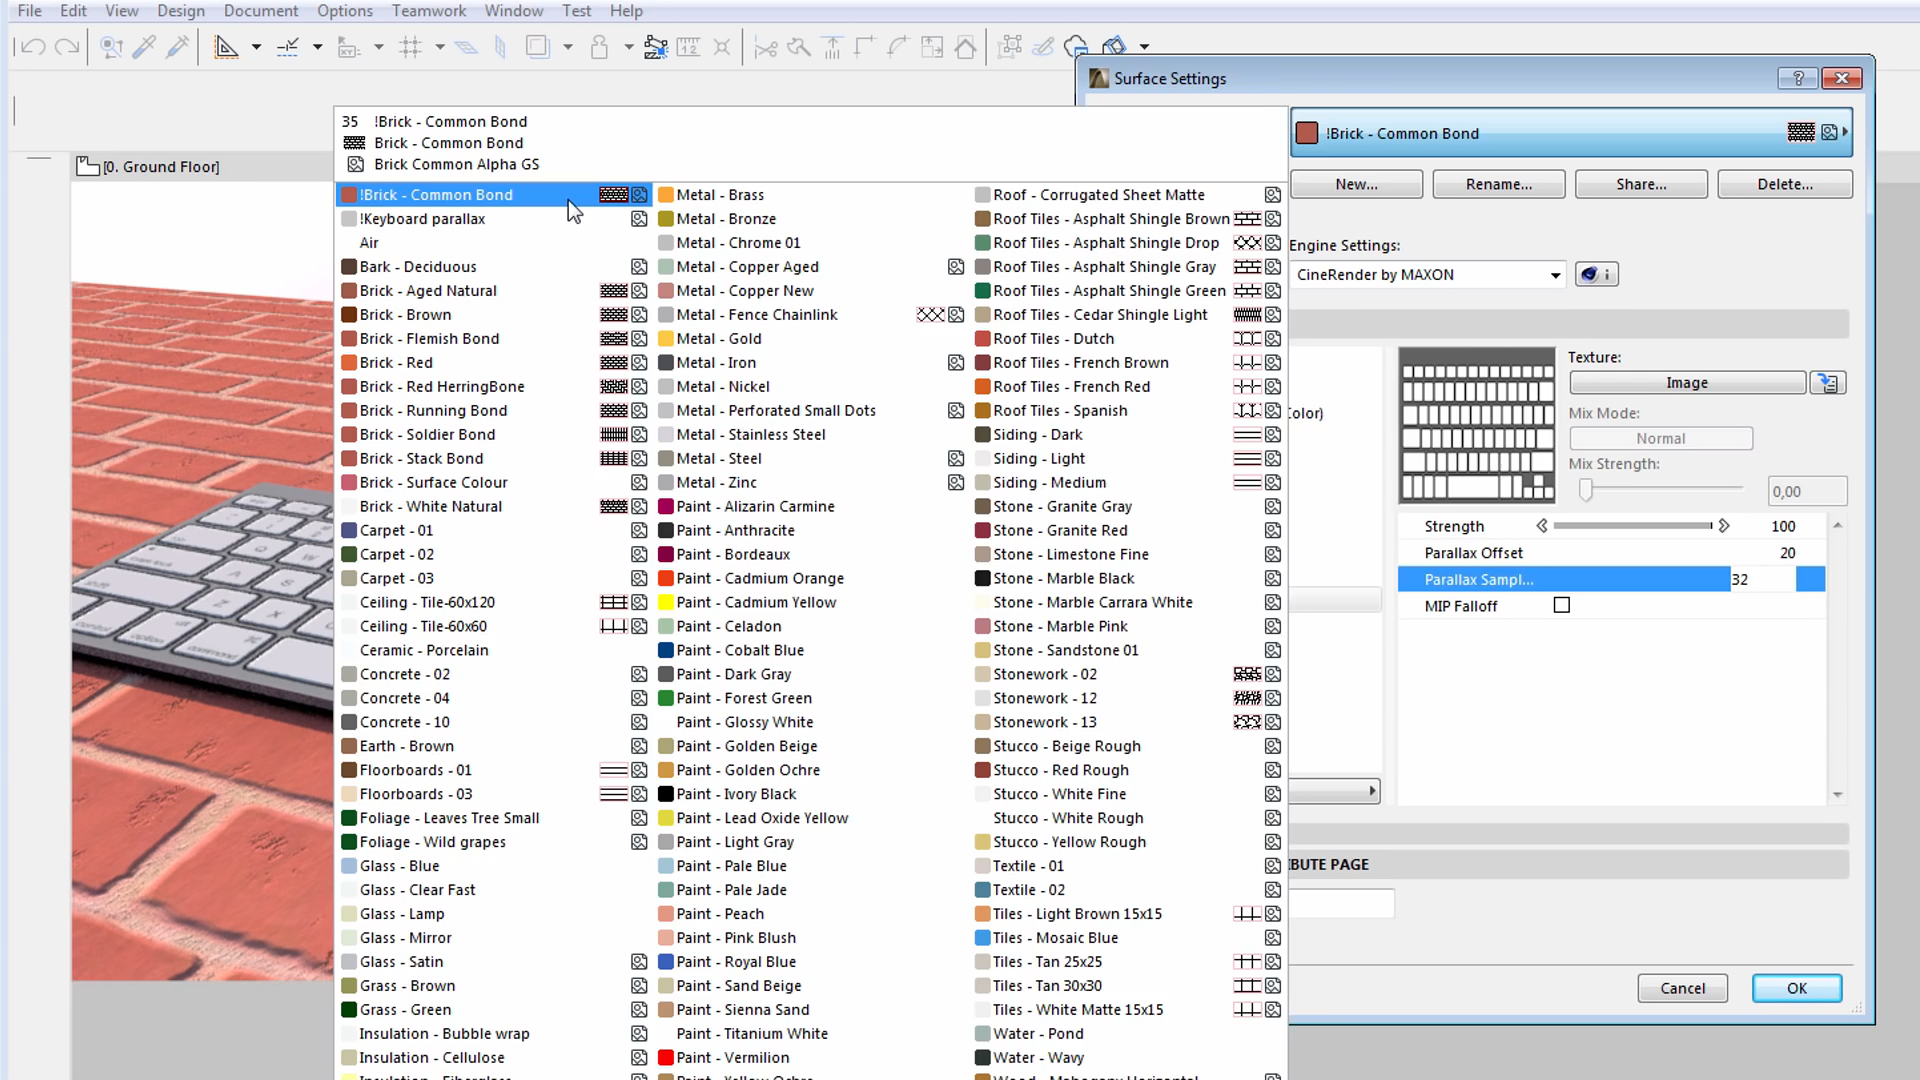 File Edit View Design Document Options Teamwork Window Test Help
Surface Settings
[0. Ground Floor]
35 !Brick - Common Bond
Brick - Common Bond
Brick Common Alpha GS
!Brick - Common Bond
!Keyboard parallax
Air
Bark - Deciduous
Brick - Aged Natural
Brick - Brown
Brick - Flemish Bond
Brick - Red
Brick - Red HerringBone
Brick - Running Bond
Brick - Soldier Bond
Brick - Stack Bond
Brick - Surface Colour
Brick - White Natural
Carpet - 01
Carpet - 02
Carpet - 03
Ceiling - Tile-60x120
Ceiling - Tile-60x60
Ceramic - Porcelain
Concrete - 02
Concrete - 04
Concrete - 10
Earth - Brown
Floorboards - 01
Floorboards - 03
Foliage - Leaves Tree Small
Foliage - Wild grapes
Glass - Blue
Glass - Clear Fast
Glass - Lamp
Glass - Mirror
Glass - Satin
Grass - Brown
Grass - Green
Insulation - Bubble wrap
Insulation - Cellulose
Insulation - Fiberglass
Metal - Brass
Metal - Bronze
Metal - Chrome 01
Metal - Copper Aged
Metal - Copper New
Metal - Fence Chainlink
Metal - Gold
Metal - Iron
Metal - Nickel
Metal - Perforated Small Dots
Metal - Stainless Steel
Metal - Steel
Metal - Zinc
Paint - Alizarin Carmine
Paint - Anthracite
Paint - Bordeaux
Paint - Cadmium Orange
Paint - Cadmium Yellow
Paint - Celadon
Paint - Cobalt Blue
Paint - Dark Gray
Paint - Forest Green
Paint - Glossy White
Paint - Golden Beige
Paint - Golden Ochre
Paint - Ivory Black
Paint - Lead Oxide Yellow
Paint - Light Gray
Paint - Pale Blue
Paint - Pale Jade
Paint - Peach
Paint - Pink Blush
Paint - Royal Blue
Paint - Sand Beige
Paint - Sienna Sand
Paint - Titanium White
Paint - Vermilion
Paint - Yellow Ochre
Roof - Corrugated Sheet Matte
Roof Tiles - Asphalt Shingle Brown
Roof Tiles - Asphalt Shingle Drop
Roof Tiles - Asphalt Shingle Gray
Roof Tiles - Asphalt Shingle Green
Roof Tiles - Cedar Shingle Light
Roof Tiles - Dutch
Roof Tiles - French Brown
Roof Tiles - French Red
Roof Tiles - Spanish
Siding - Dark
Siding - Light
Siding - Medium
Stone - Granite Gray
Stone - Granite Red
Stone - Limestone Fine
Stone - Marble Black
Stone - Marble Carrara White
Stone - Marble Pink
Stone - Sandstone 01
Stonework - 02
Stonework - 12
Stonework - 13
Stucco - Beige Rough
Stucco - Red Rough
Stucco - White Fine
Stucco - White Rough
Stucco - Yellow Rough
Textile - 01
Textile - 02
Tiles - Light Brown 15x15
Tiles - Mosaic Blue
Tiles - Tan 25x25
Tiles - Tan 30x30
Tiles - White Matte 15x15
Water - Pond
Water - Wavy
Wood - Mahogany Horizontal
!Brick - Common Bond
New... Rename... Share... Delete...
Engine Settings:
CineRender by MAXON
i
Color)
Texture:
Image
Mix Mode:
Normal
Mix Strength:
0,00
Strength 100
Parallax Offset 20
Parallax Sampl... 32
MIP Falloff
IBUTE PAGE
Cancel OK